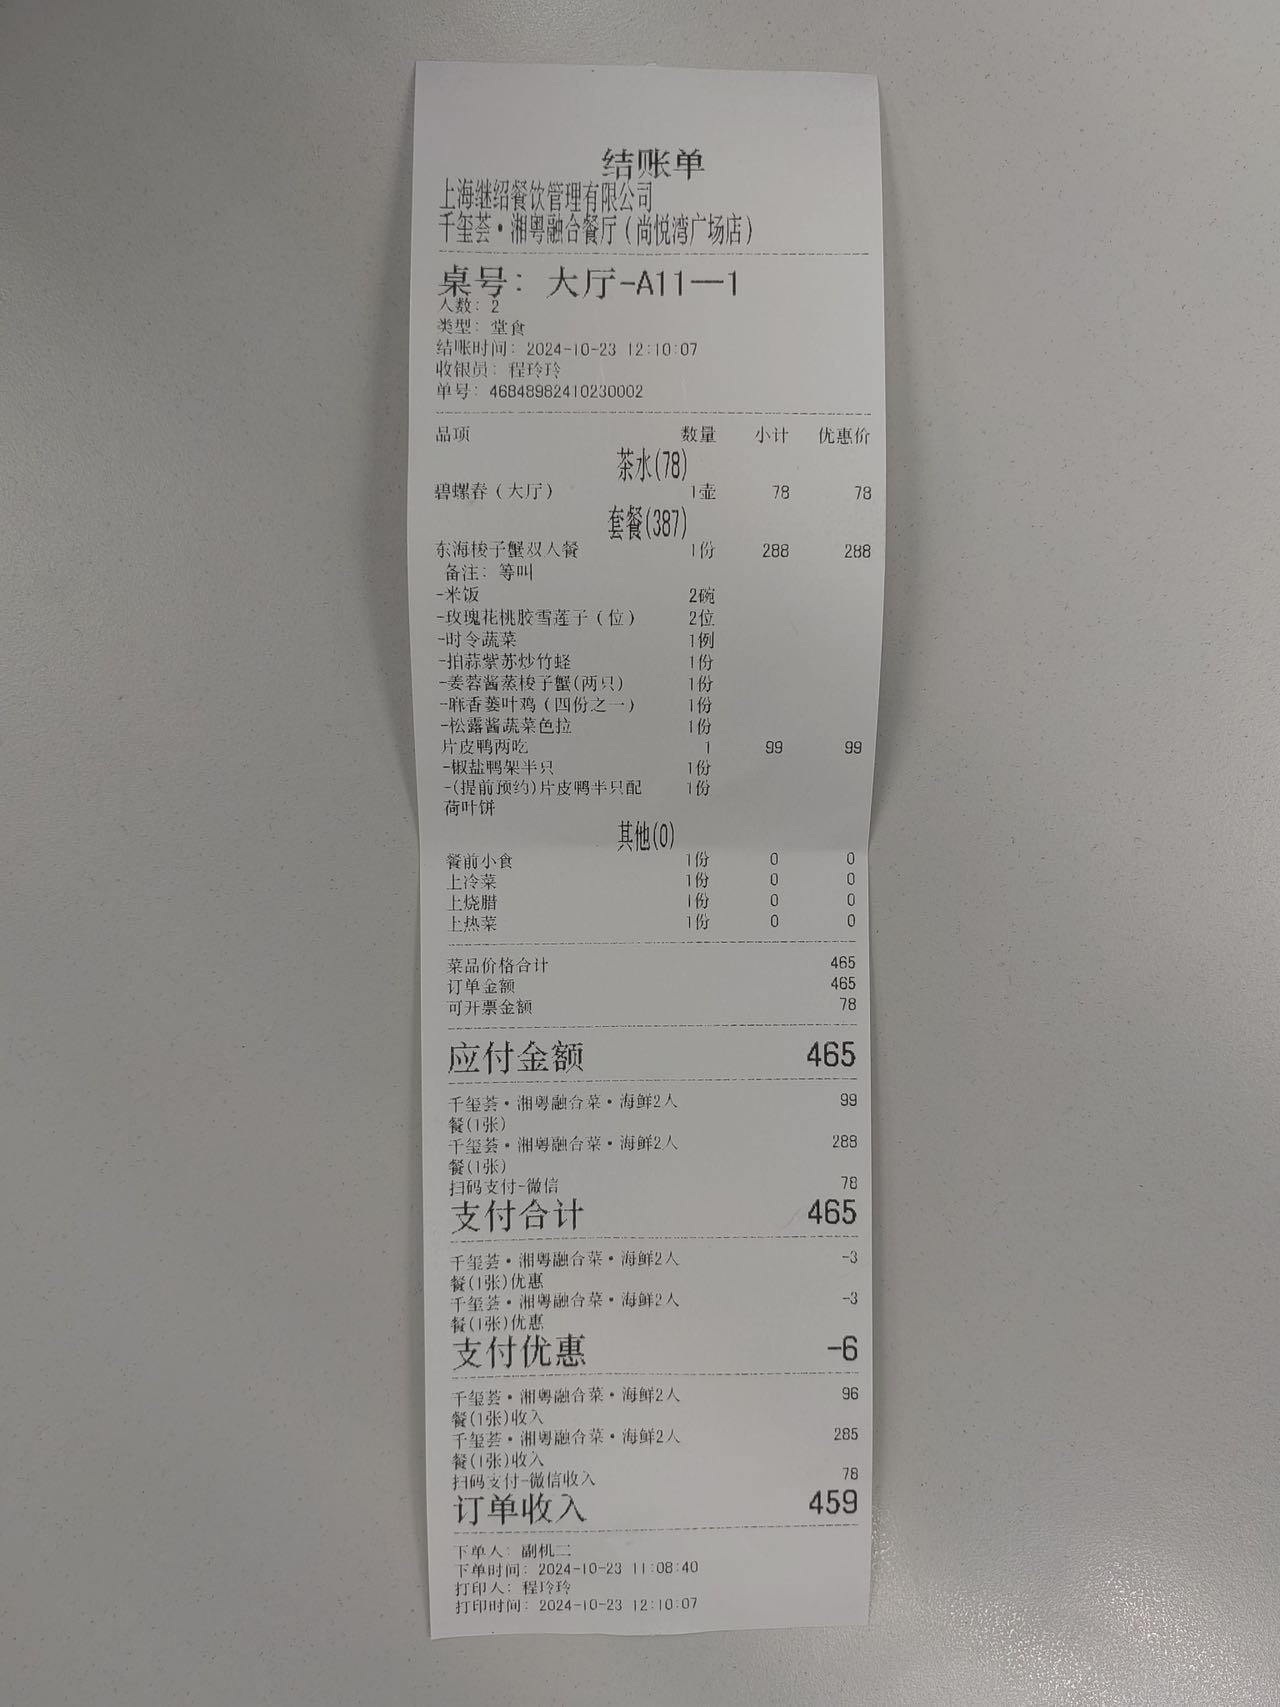 结账单
上海继绍餐饮管理有限公司
千玺荟·湘粤融合餐厅(尚悦湾广场店)
桌号: 大厅-A11—1
人数: 2
类型: 堂食
结账时间: 2024-10-23 12:10:07
收银员: 程玲玲
单号: 46848982410230002
品项 数量 小计 优惠价
茶水(78)
碧螺春(大厅) 1壶 78 78
套餐(387)
东海梭子蟹双人餐 1份 288 288
备注: 等叫
-米饭 2碗
-玫瑰花桃胶雪莲子(位) 2位
-时令蔬菜 1例
-拍蒜紫苏炒竹蛏 1份
-姜蓉酱蒸梭子蟹(两只) 1份
-麻香蒌叶鸡(四份之一) 1份
-松露酱蔬菜色拉 1份
片皮鸭两吃 1 99 99
-椒盐鸭架半只 1份
-(提前预约)片皮鸭半只配 1份
荷叶饼
其他(0)
餐前小食 1份 0 0
上冷菜 1份 0 0
上烧腊 1份 0 0
上热菜 1份 0 0
菜品价格合计 465
订单金额 465
可开票金额 78
应付金额 465
千玺荟·湘粤融合菜·海鲜2人 99
餐(1张)
千玺荟·湘粤融合菜·海鲜2人 288
餐(1张)
扫码支付-微信 78
支付合计 465
千玺荟·湘粤融合菜·海鲜2人 -3
餐(1张)优惠
千玺荟·湘粤融合菜·海鲜2人 -3
餐(1张)优惠
支付优惠 -6
千玺荟·湘粤融合菜·海鲜2人 96
餐(1张)收入
千玺荟·湘粤融合菜·海鲜2人 285
餐(1张)收入
扫码支付-微信收入 78
订单收入 459
下单人: 副机二
下单时间: 2024-10-23 11:08:40
打印人: 程玲玲
打印时间: 2024-10-23 12:10:07